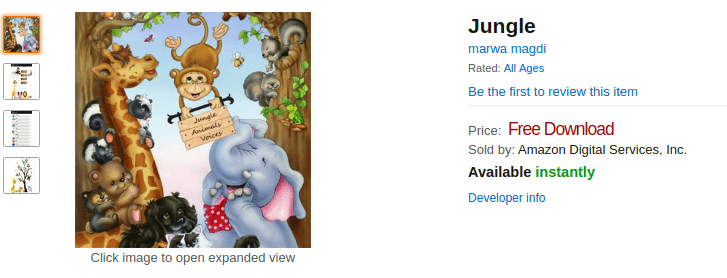 Jungle
Animals
Voices
Click image to open expanded view
Jungle
marwa magdi
Rated: All Ages
Be the first to review this item
Price: Free Download
Sold by: Amazon Digital Services, Inc.
Available instantly
Developer info